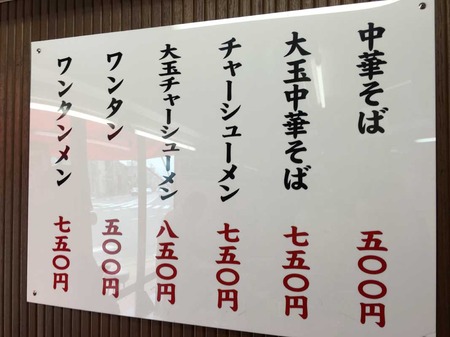 中華そば 五〇〇円
大玉中華そば 七五〇円
チャーシューメン 七五〇円
大玉チャーシューメン 八五〇円
ワンタン 五〇〇円
ワンタンメン 七五〇円